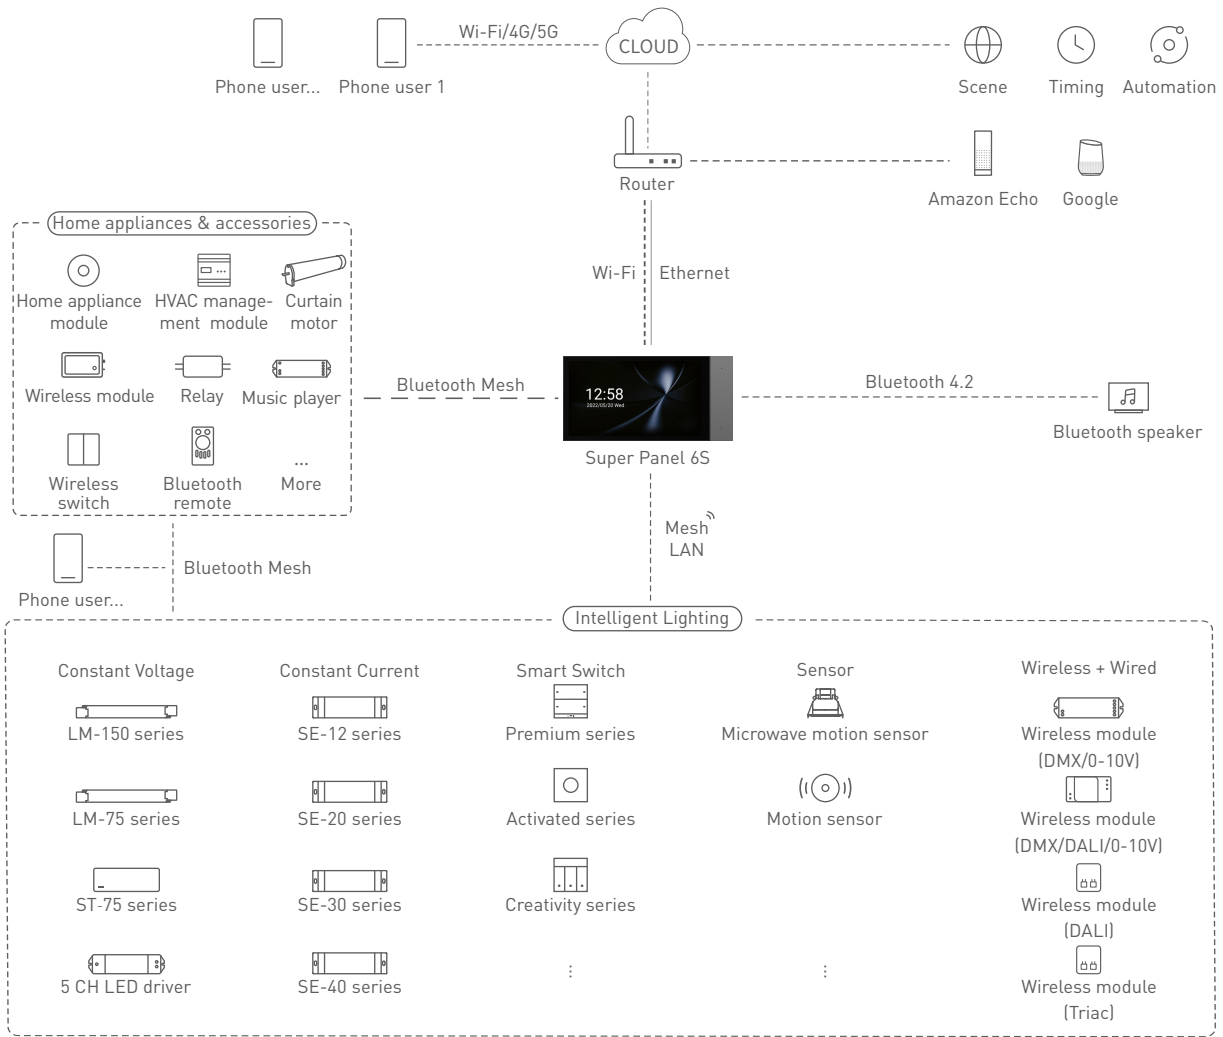 Wi-Fi/4G/5G
CLOUD
Phone user... Phone user 1
Scene Timing Automation
Router
Amazon Echo Google
Home appliances & accessories
Wi-Fi Ethernet
Home appliance
module
HVAC manage-
ment module
Curtain
motor
Wireless module Relay Music player
Wireless
switch
Bluetooth
remote
...
More
Bluetooth Mesh
12:58
2022/05/20 Wed
Super Panel 6S
Bluetooth 4.2
Bluetooth speaker
Mesh
LAN
Bluetooth Mesh
Phone user...
Intelligent Lighting
Constant Voltage
LM-150 series
LM-75 series
ST-75 series
5 CH LED driver
Constant Current
SE-12 series
SE-20 series
SE-30 series
SE-40 series
Smart Switch
Premium series
Activated series
Creativity series
⋮
Sensor
Microwave motion sensor
Motion sensor
⋮
Wireless + Wired
Wireless module
(DMX/0-10V)
Wireless module
(DMX/DALI/0-10V)
Wireless module
(DALI)
Wireless module
(Triac)